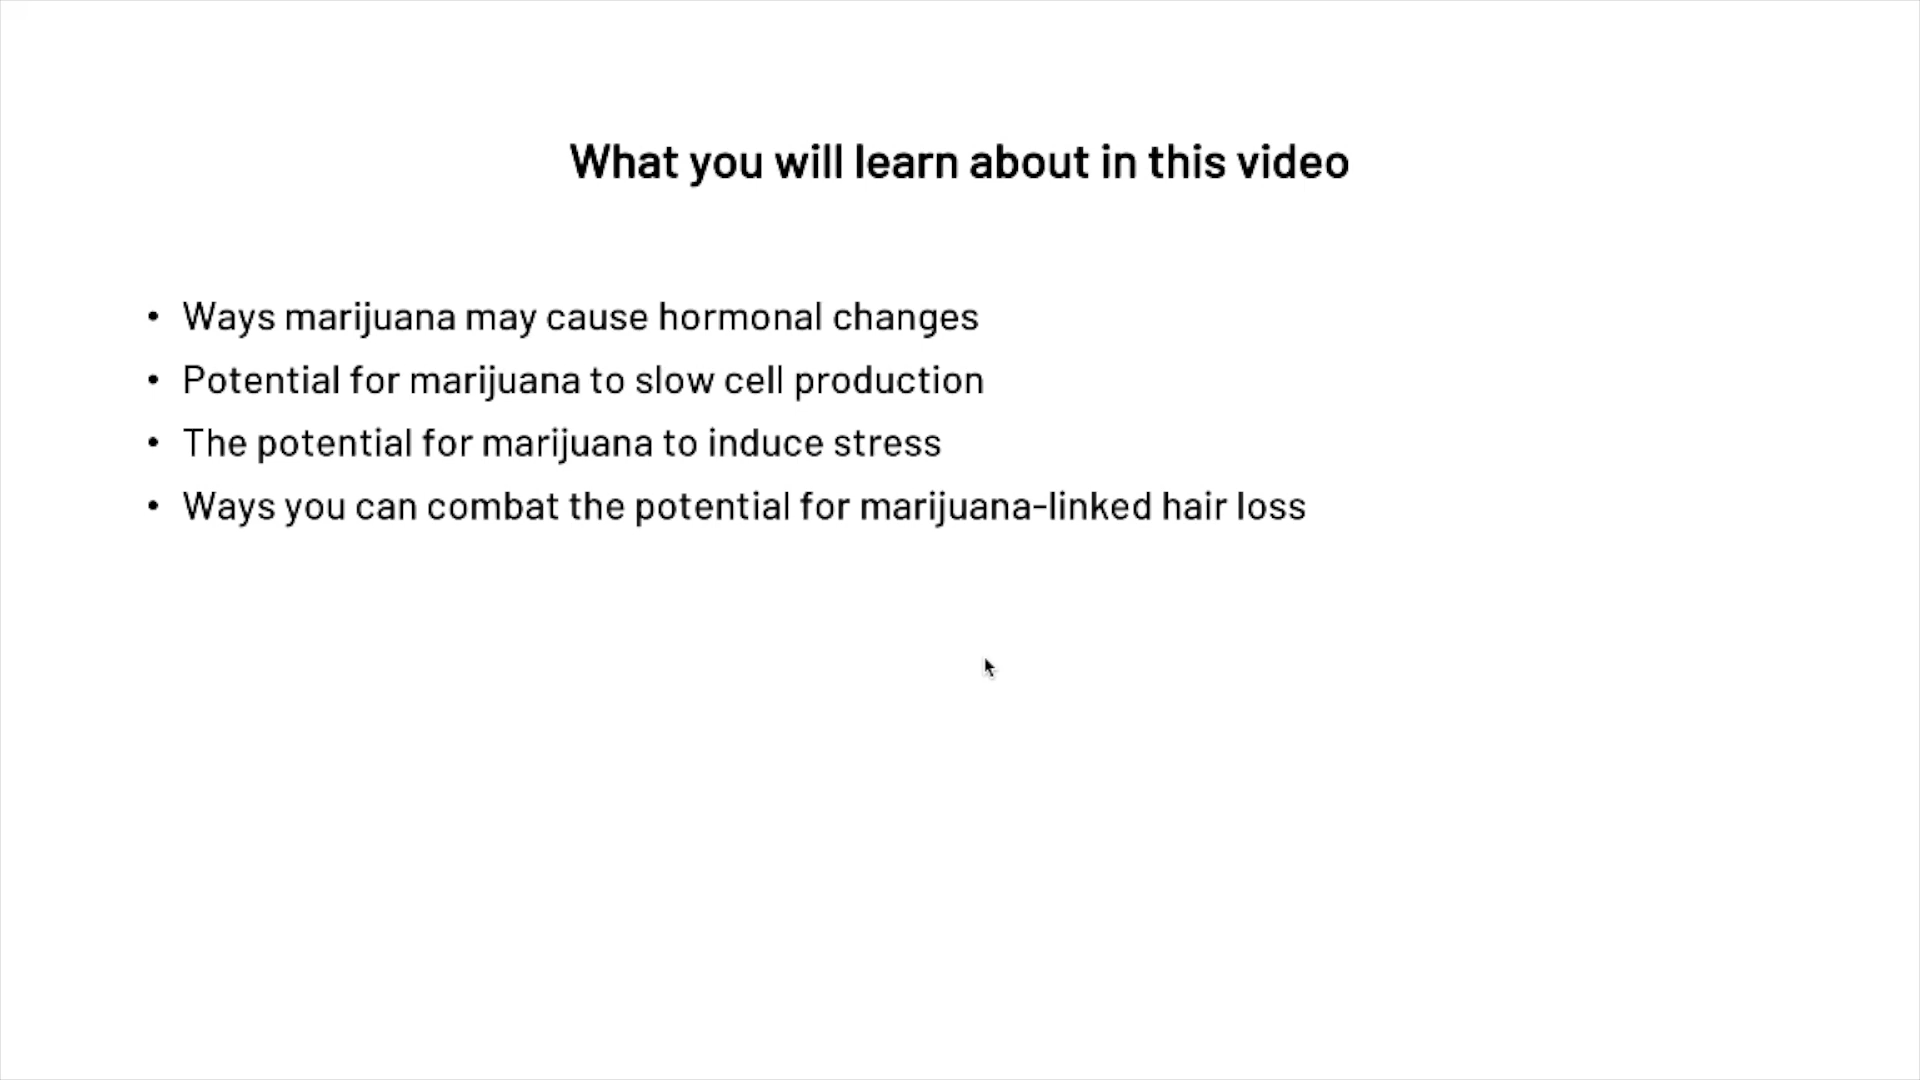 What you will learn about in this video
• Ways marijuana may cause hormonal changes
• Potential for marijuana to slow cell production
• The potential for marijuana to induce stress
• Ways you can combat the potential for marijuana-linked hair loss